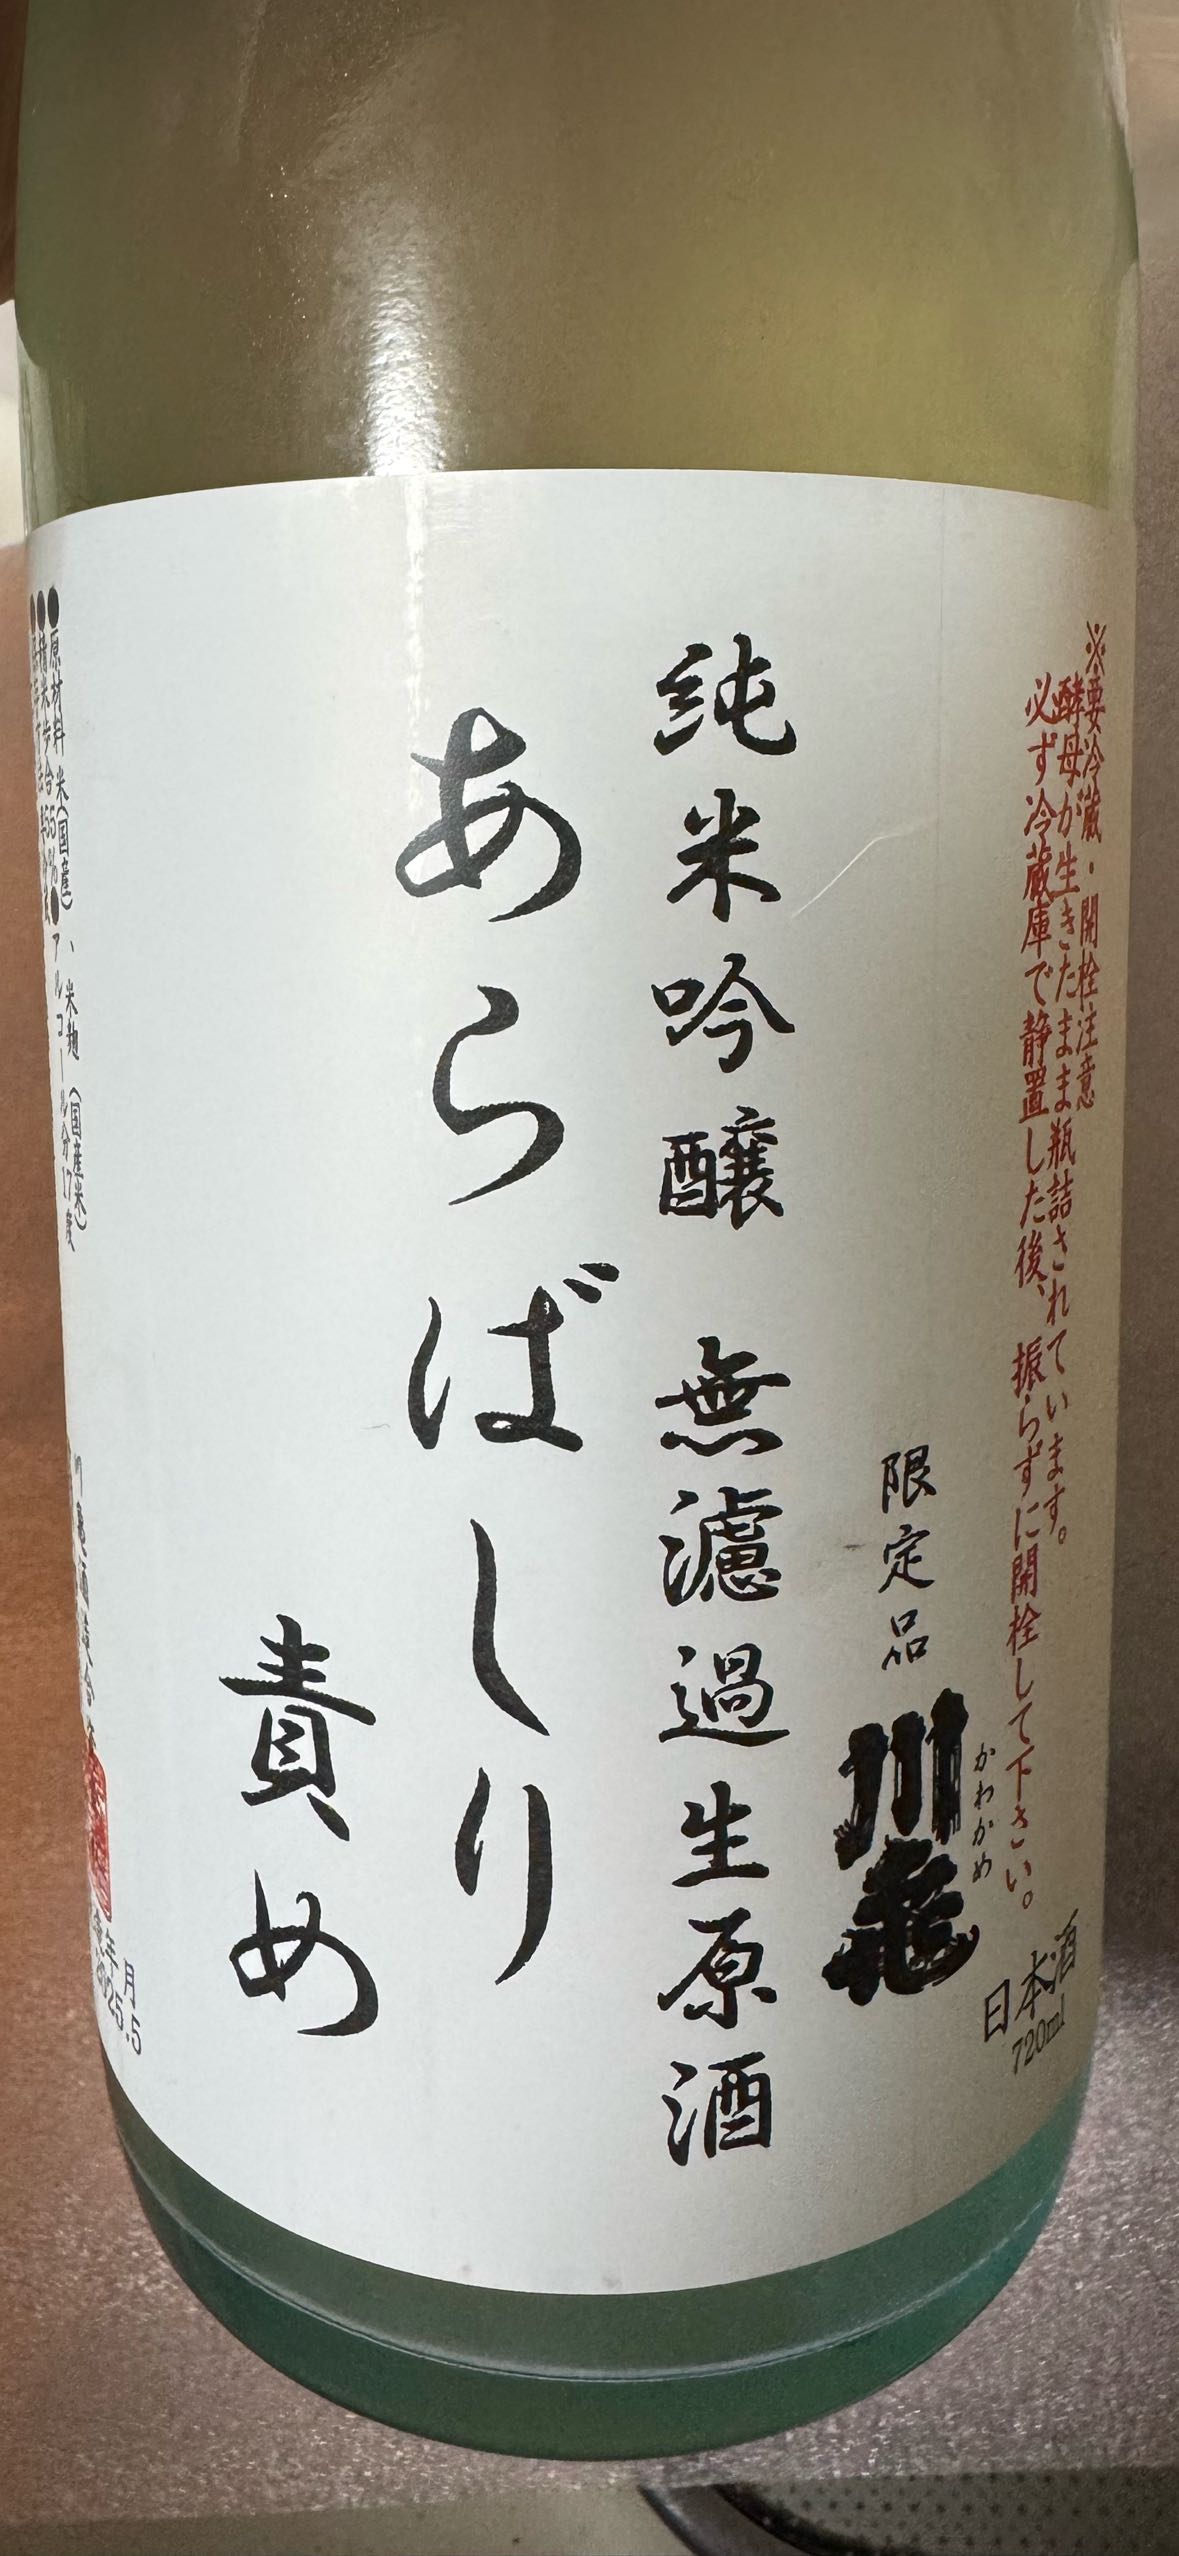 ※要冷蔵・開栓注意
酵母が生きたまま瓶詰されています。
必ず冷蔵庫で静置した後、振らずに開栓して下さい。
日本酒
720ml
かわがめ
限定品 川亀
純米吟醸 無濾過生原酒
あらばしり
責め
●原材料 米(国産)、米麹(国産米)
●精米歩合55%●アルコール分17度
年月
2025.5